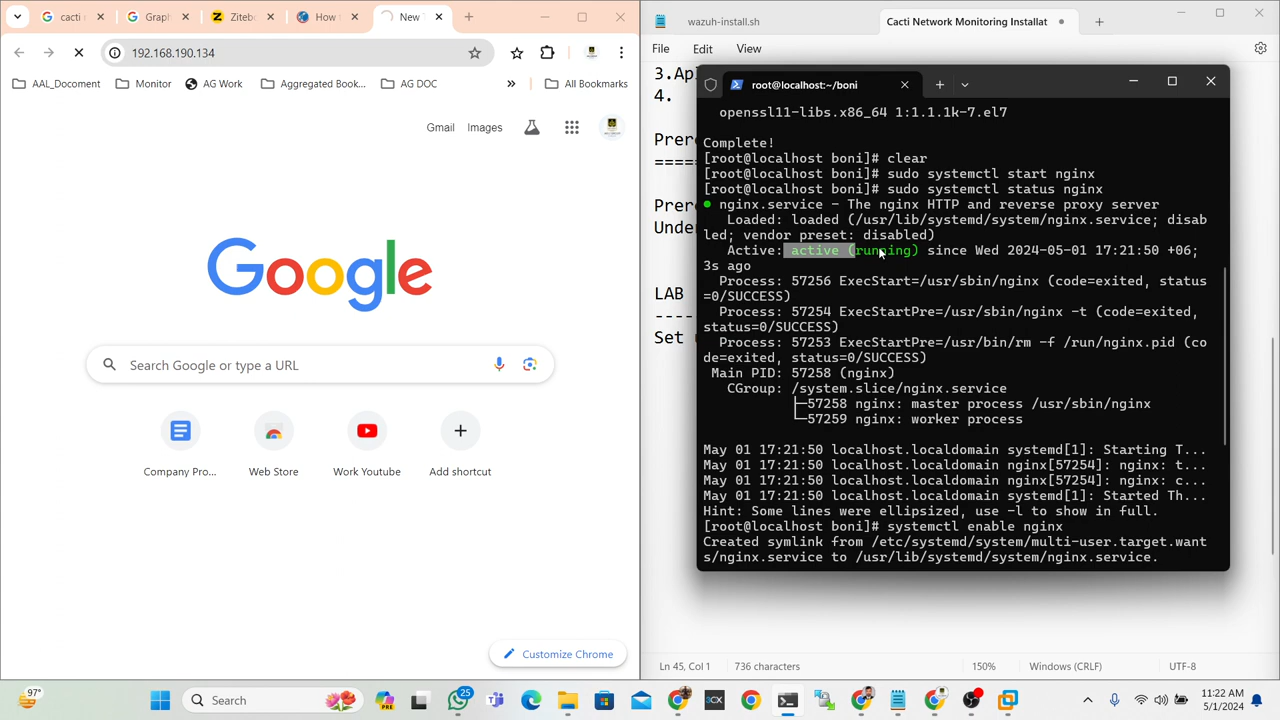 cacti
Graph
Zitebo
How t
New T
192.168.190.134
AAL_Docoment
Monitor
AG Work
Aggregated Book...
AG DOC
»
All Bookmarks
Gmail
Images
Google
Search Google or type a URL
Company Pro...
Web Store
Work Youtube
Add shortcut
Customize Chrome
wazuh-install.sh
Cacti Network Monitoring Installat
File
Edit
View
3.Ap
4.
Prer
=====
Prer
Unde
LAB
----
Set
Ln 45, Col 1
736 characters
150%
Windows (CRLF)
UTF-8
root@localhost:~/boni
openssl11-libs.x86_64 1:1.1.1k-7.el7
Complete!
[root@localhost boni]# clear
[root@localhost boni]# sudo systemctl start nginx
[root@localhost boni]# sudo systemctl status nginx
● nginx.service - The nginx HTTP and reverse proxy server
Loaded: loaded (/usr/lib/systemd/system/nginx.service; disab
led; vendor preset: disabled)
Active: active (running) since Wed 2024-05-01 17:21:50 +06;
3s ago
Process: 57256 ExecStart=/usr/sbin/nginx (code=exited, status
=0/SUCCESS)
Process: 57254 ExecStartPre=/usr/sbin/nginx -t (code=exited,
status=0/SUCCESS)
Process: 57253 ExecStartPre=/usr/bin/rm -f /run/nginx.pid (co
de=exited, status=0/SUCCESS)
Main PID: 57258 (nginx)
CGroup: /system.slice/nginx.service
├─57258 nginx: master process /usr/sbin/nginx
└─57259 nginx: worker process
May 01 17:21:50 localhost.localdomain systemd[1]: Starting T...
May 01 17:21:50 localhost.localdomain nginx[57254]: nginx: t...
May 01 17:21:50 localhost.localdomain nginx[57254]: nginx: c...
May 01 17:21:50 localhost.localdomain systemd[1]: Started Th...
Hint: Some lines were ellipsized, use -l to show in full.
[root@localhost boni]# systemctl enable nginx
Created symlink from /etc/systemd/system/multi-user.target.want
s/nginx.service to /usr/lib/systemd/system/nginx.service.
97°
Search
25
11:22 AM
5/1/2024